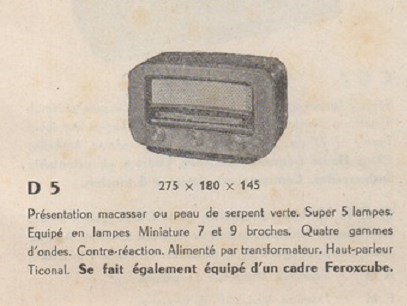 D 5 275 × 180 × 145
Présentation macassar ou peau de serpent verte. Super 5 lampes.
Equipé en lampes Miniature 7 et 9 broches. Quatre gammes
d'ondes. Contre-réaction. Alimenté par transformateur. Haut-parleur
Ticonal. Se fait également équipé d'un cadre Feroxcube.